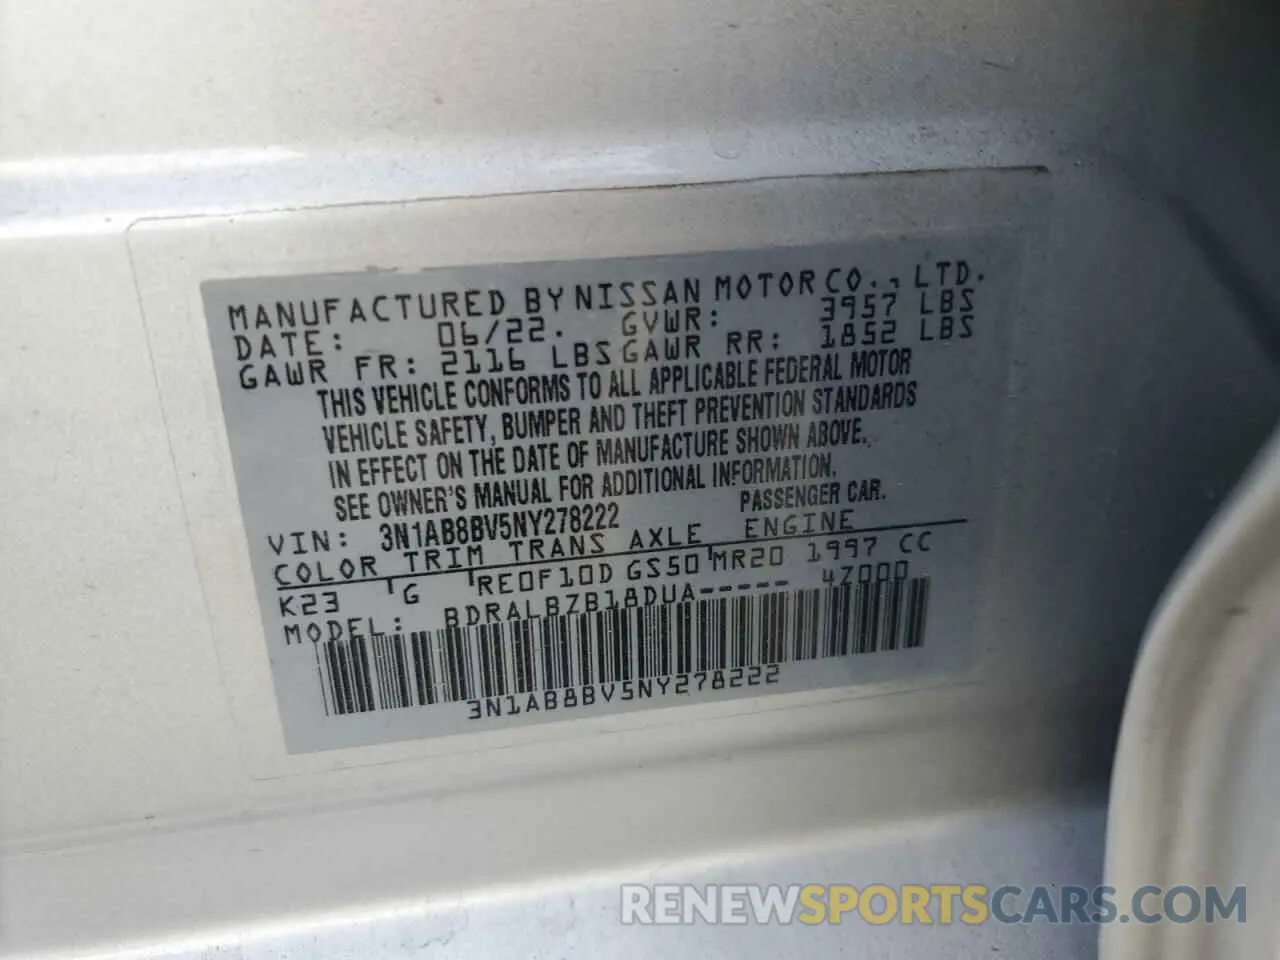 MANUFACTURED BY NISSAN MOTOR CO., LTD.
DATE: 06/22. GVWR: 3957 LBS
GAWR FR: 2116 LBS GAWR RR: 1852 LBS
THIS VEHICLE CONFORMS TO ALL APPLICABLE FEDERAL MOTOR
VEHICLE SAFETY, BUMPER AND THEFT PREVENTION STANDARDS
IN EFFECT ON THE DATE OF MANUFACTURE SHOWN ABOVE.
SEE OWNER'S MANUAL FOR ADDITIONAL INFORMATION.
VIN: 3N1AB8BV5NY278222 PASSENGER CAR.
COLOR TRIM TRANS AXLE ENGINE
K23 G RE0F10D GS50 MR20 1997 CC
MODEL: BDRALBZB18DUA----- 4Z000
3N1AB8BV5NY278222
RENEWSPORTSCARS.COM